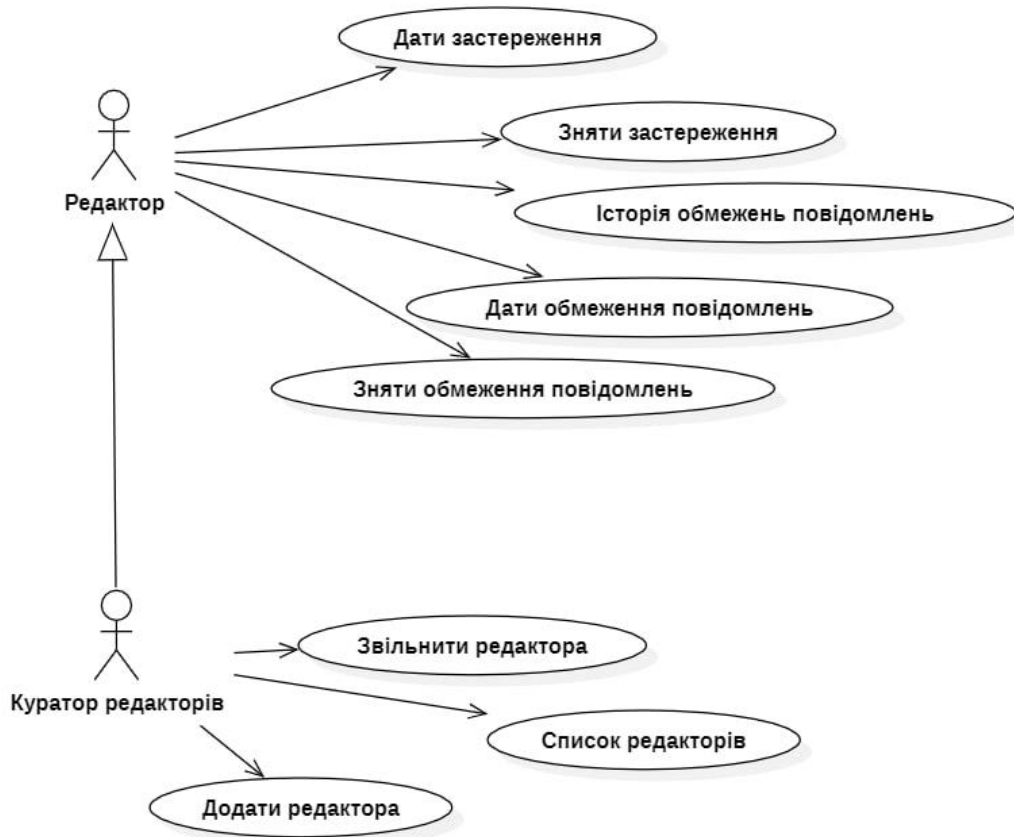 Дати застереження
Зняти застереження
Редактор
Історія обмежень повідомлень
Дати обмеження повідомлень
Зняти обмеження повідомлень
Звільнити редактора
Куратор редакторів
Список редакторів
Додати редактора